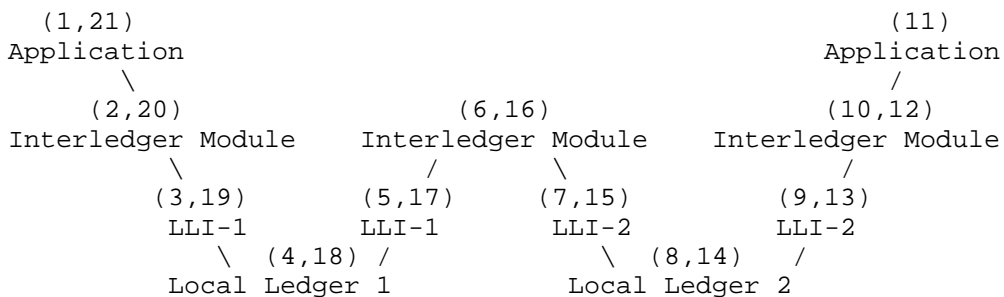 (1,21) (11)
Application Application
\ /
(2,20) (6,16) (10,12)
Interledger Module Interledger Module Interledger Module
\ / \ /
(3,19) (5,17) (7,15) (9,13)
LLI-1 LLI-1 LLI-2 LLI-2
\ (4,18) / \ (8,14) /
Local Ledger 1 Local Ledger 2